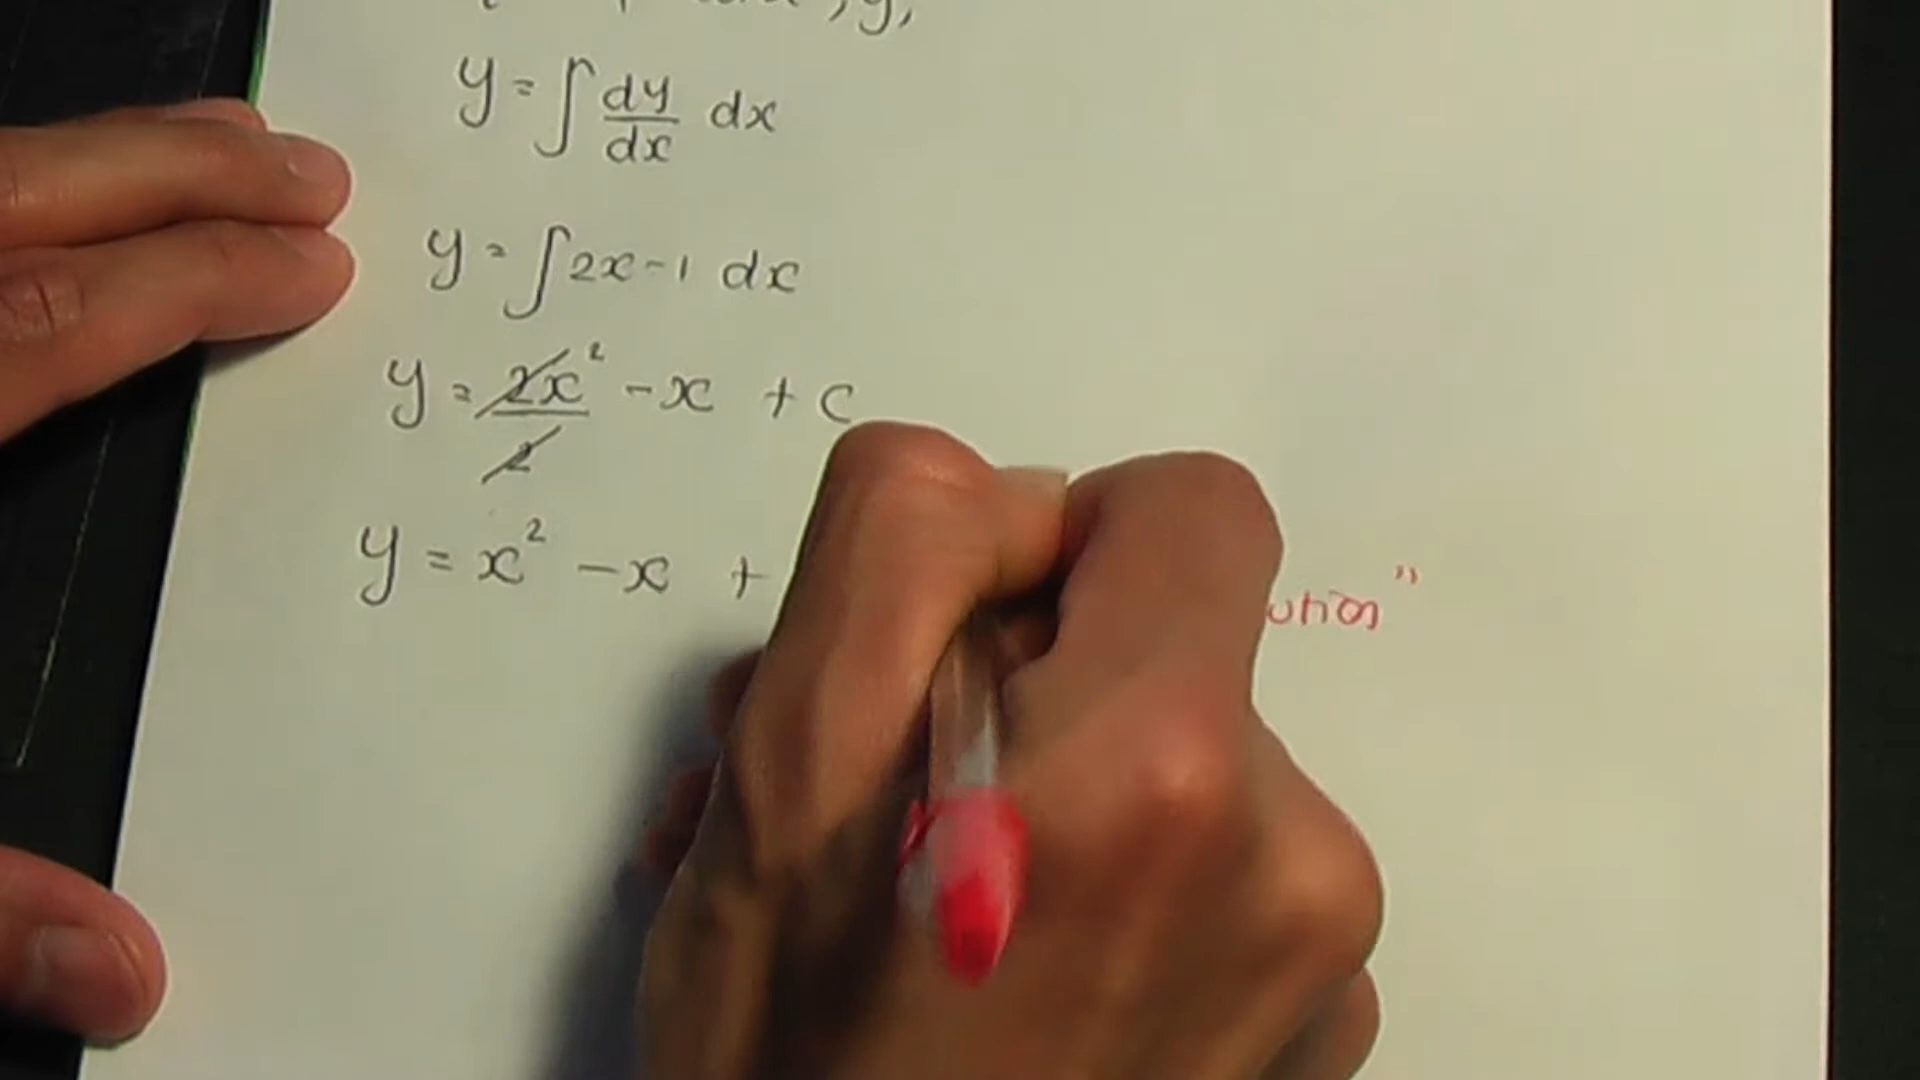 , y,
y = ∫ dy/dx dx
y = ∫ 2x - 1 dx
y = 2x²/2 - x + c
y = x² - x +